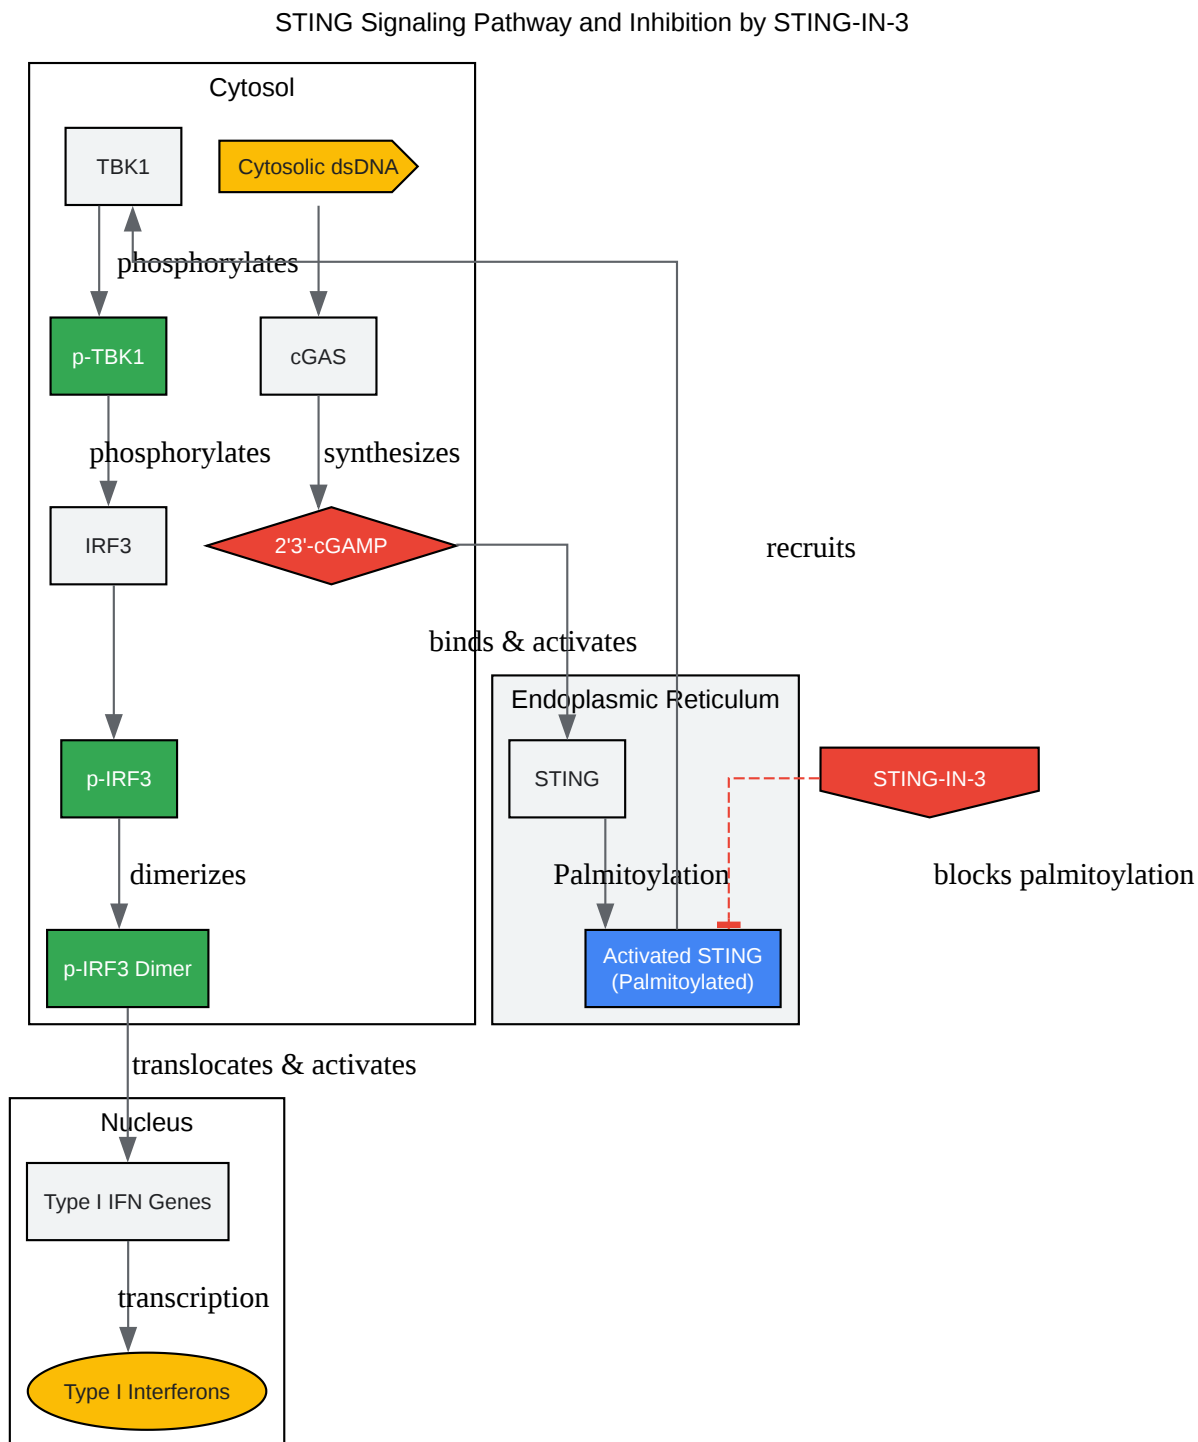 STING Signaling Pathway and Inhibition by STING-IN-3
Cytosol
TBK1
Cytosolic dsDNA
phosphorylates
p-TBK1
cGAS
phosphorylates
synthesizes
IRF3
2'3'-cGAMP
recruits
binds & activates
Endoplasmic Reticulum
p-IRF3
STING
STING-IN-3
dimerizes
Palmitoylation
blocks palmitoylation
p-IRF3 Dimer
Activated STING
(Palmitoylated)
translocates & activates
Nucleus
Type I IFN Genes
transcription
Type I Interferons